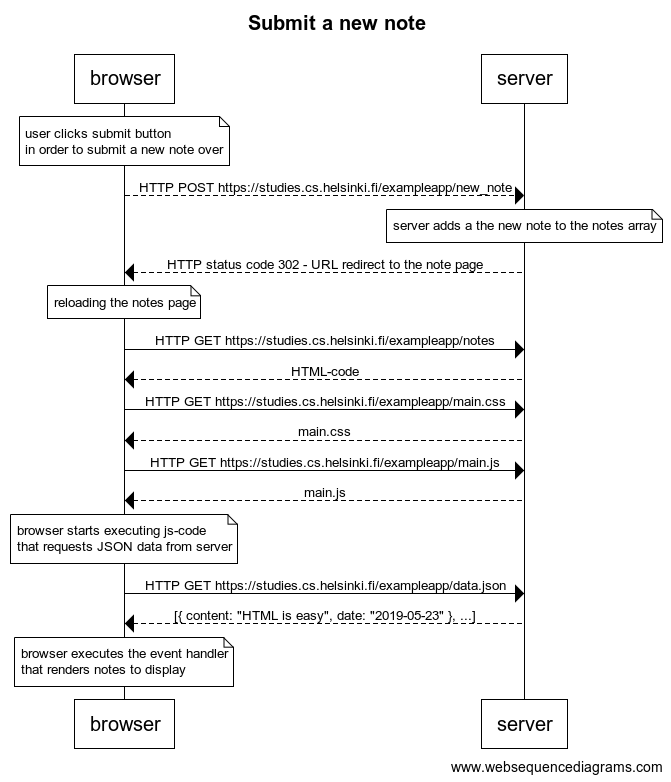 Submit a new note
browser
server
user clicks submit button
in order to submit a new note over
HTTP POST https://studies.cs.helsinki.fi/exampleapp/new_note
server adds a the new note to the notes array
HTTP status code 302 - URL redirect to the note page
reloading the notes page
HTTP GET https://studies.cs.helsinki.fi/exampleapp/notes
HTML-code
HTTP GET https://studies.cs.helsinki.fi/exampleapp/main.css
main.css
HTTP GET https://studies.cs.helsinki.fi/exampleapp/main.js
main.js
browser starts executing js-code
that requests JSON data from server
HTTP GET https://studies.cs.helsinki.fi/exampleapp/data.json
[{ content: "HTML is easy", date: "2019-05-23" }, ...]
browser executes the event handler
that renders notes to display
browser
server
www.websequencediagrams.com